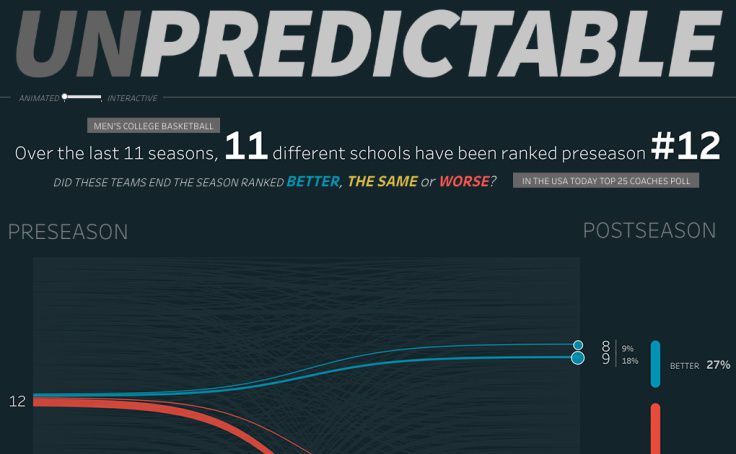 UNPREDICTABLE
ANIMATED INTERACTIVE
MEN'S COLLEGE BASKETBALL
Over the last 11 seasons, 11 different schools have been ranked preseason #12
DID THESE TEAMS END THE SEASON RANKED BETTER, THE SAME or WORSE? IN THE USA TODAY TOP 25 COACHES POLL
PRESEASON POSTSEASON
8 9%
9 18%
BETTER 27%
12